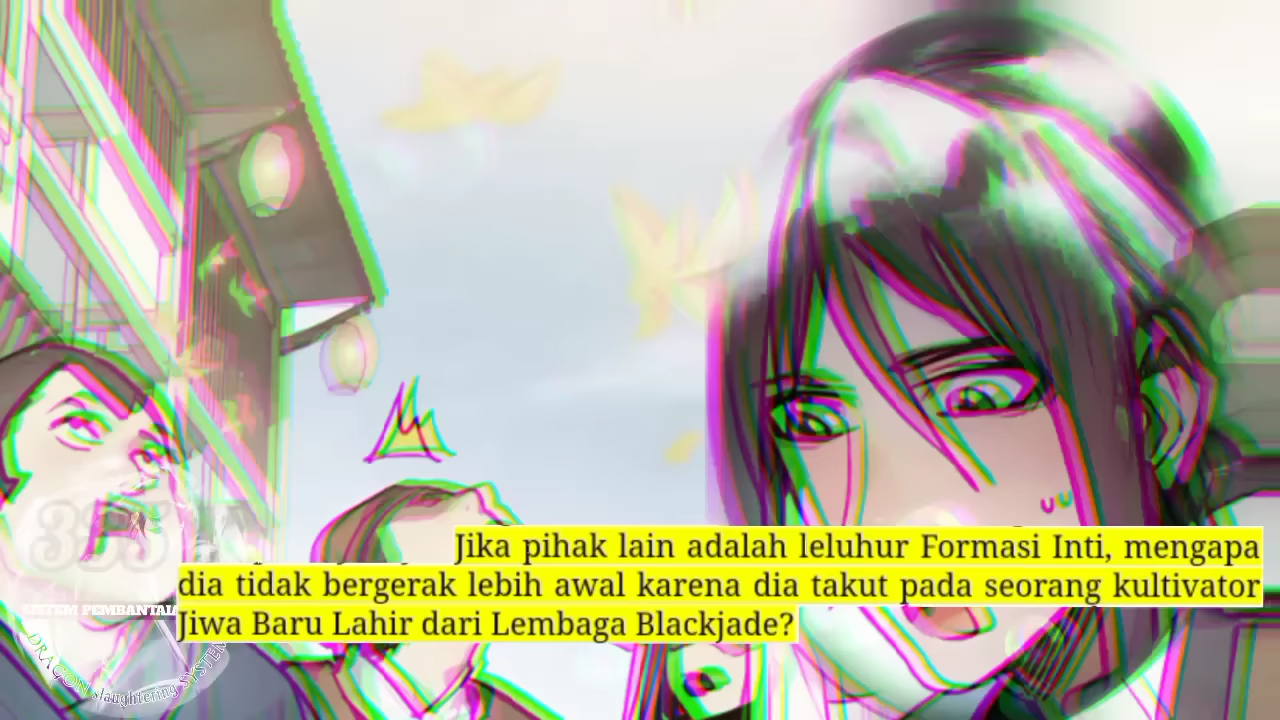 Jika pihak lain adalah leluhur Formasi Inti, mengapa
dia tidak bergerak lebih awal karena dia takut pada seorang kultivator
Jiwa Baru Lahir dari Lembaga Blackjade?
SISTEM PEMBANTAI
DRAGON slaughtering SYSTEM